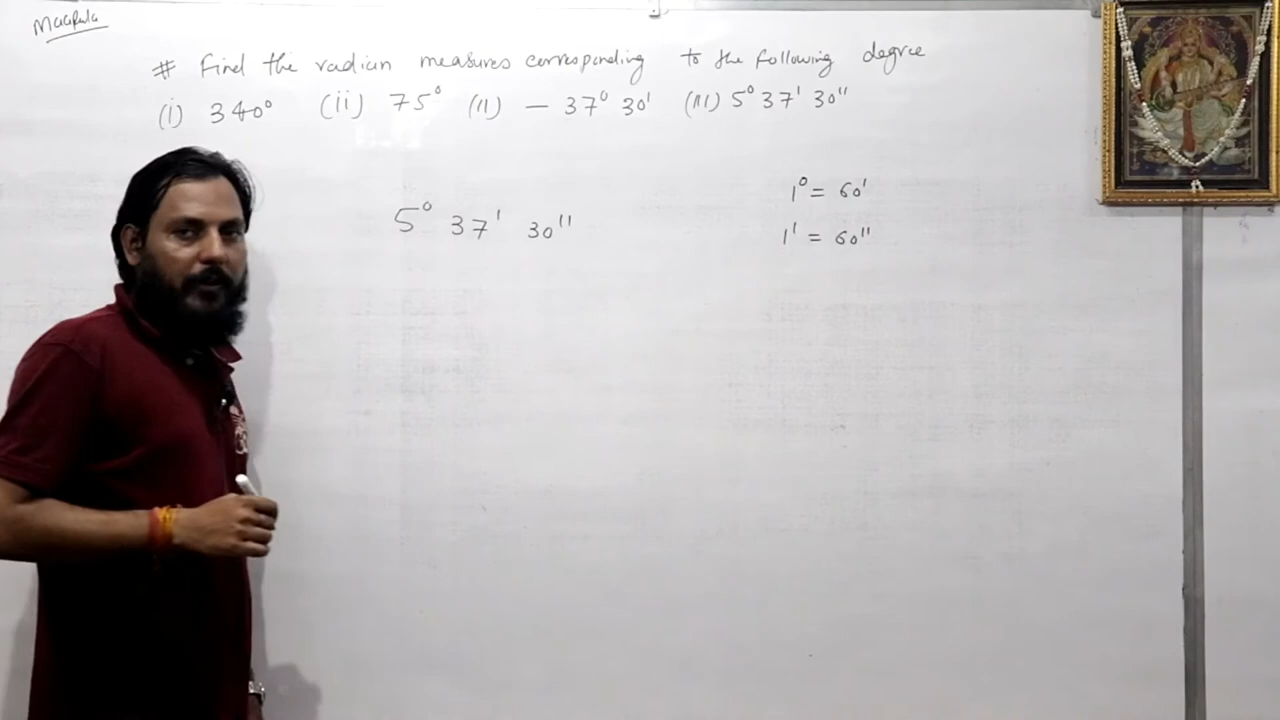 # Find the radian measures corresponding to the following degree
(i) 340° (ii) 75° (II) – 37° 30' (III) 5° 37' 30''
5° 37' 30''
1° = 60'
1' = 60''